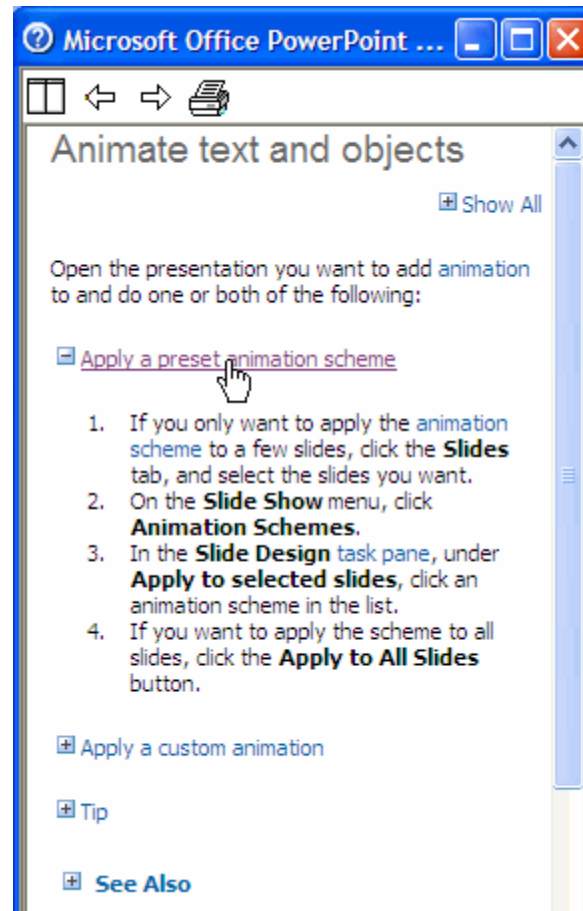 Microsoft Office PowerPoint ...
Animate text and objects
Show All
Open the presentation you want to add animation
to and do one or both of the following:
Apply a preset animation scheme
1. If you only want to apply the animation
scheme to a few slides, click the Slides
tab, and select the slides you want.
2. On the Slide Show menu, click
Animation Schemes.
3. In the Slide Design task pane, under
Apply to selected slides, click an
animation scheme in the list.
4. If you want to apply the scheme to all
slides, click the Apply to All Slides
button.
Apply a custom animation
Tip
See Also